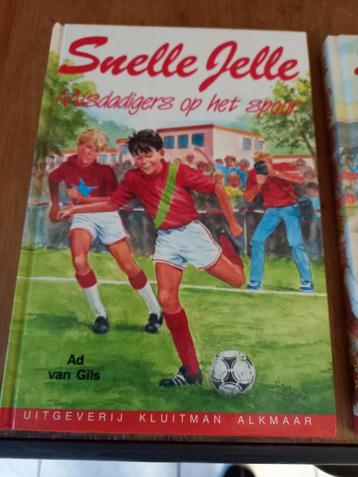 Snelle Jelle
Misdadigers op het spoor
Ad
van Gils
UITGEVERIJ KLUITMAN ALKMAAR